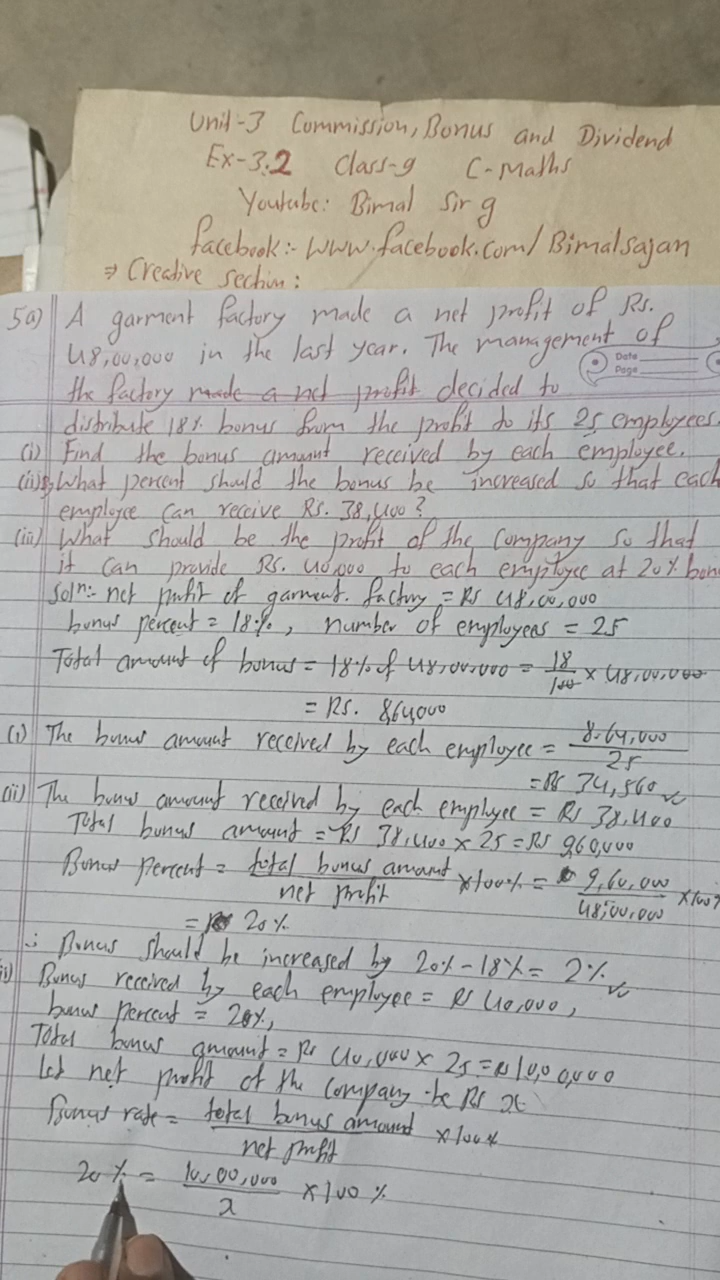 Unit-3 Commission, Bonus and Dividend
Ex-3.2 Class-9 C-Maths
Youtube: Bimal Sir g
facebook:- www.facebook.com/Bimalsajan
⇒ Creative section:
5a) A garment factory made a net profit of Rs.
48,00,000 in the last year. The management of
Date
Page
the factory made a net profit decided to
distribute 18% bonus from the profit to its 25 employees.
(i) Find the bonus amount received by each employee.
(ii) What percent should the bonus be increased so that each
employee can receive Rs. 38,400?
(iii) What should be the profit of the company so that
it can provide Rs. 40,000 to each employee at 20% bon
Soln:- net profit of garment factory = Rs 48,00,000
bonus percent = 18%, number of employees = 25
Total amount of bonus = 18% of 48,00,000 = 18/100 × 48,00,000
= Rs. 864000
(i) The bonus amount received by each employee = 8,64,000/25
= Rs 34,560
(ii) The bonus amount received by each employee = Rs 38,400
Total bonus amount = Rs 38,400 × 25 = Rs 960,000
Bonus Percent = total bonus amount/net profit ×100% = 9,60,000/48,00,000 ×100%
= 20%
∴ Bonus should be increased by 20% - 18% = 2%
Bonus received by each employee = Rs 40,000,
bonus percent = 20%,
Total bonus amount = Rs 40,000 × 25 = Rs 10,00,000
Let net profit of the company be Rs x
Bonus rate = total bonus amount/net profit ×100%
20% = 10,00,000/x ×100%